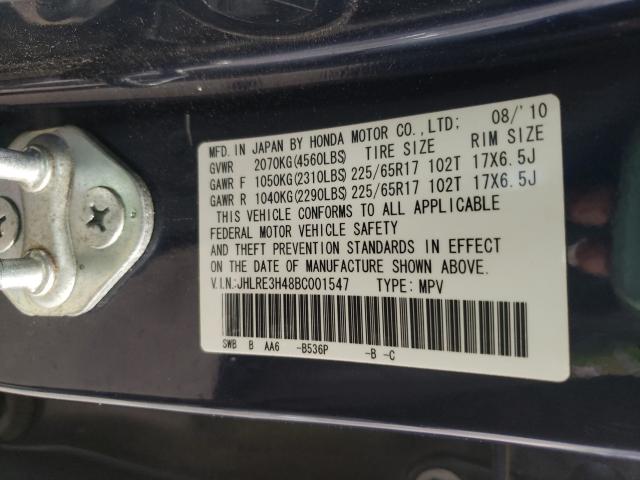 MFD. IN JAPAN BY HONDA MOTOR CO., LTD; 08/'10
GVWR 2070KG(4560LBS) TIRE SIZE RIM SIZE
GAWR F 1050KG(2310LBS) 225/65R17 102T 17X6.5J
GAWR R 1040KG(2290LBS) 225/65R17 102T 17X6.5J
THIS VEHICLE CONFORMS TO ALL APPLICABLE
FEDERAL MOTOR VEHICLE SAFETY
AND THEFT PREVENTION STANDARDS IN EFFECT
ON THE DATE OF MANUFACTURE SHOWN ABOVE.
V.I.N.:JHLRE3H48BC001547 TYPE: MPV
SWB B AA6 -B536P -B -C